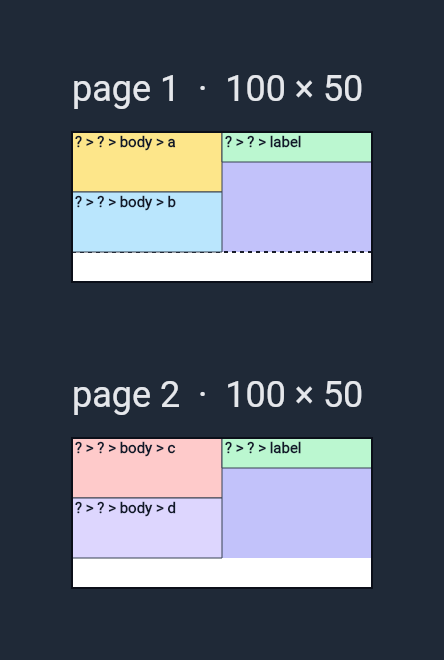 page 1 · 100 × 50
? > ? > body > a
? > ? > label
? > ? > body > b
page 2 · 100 × 50
? > ? > body > c
? > ? > label
? > ? > body > d